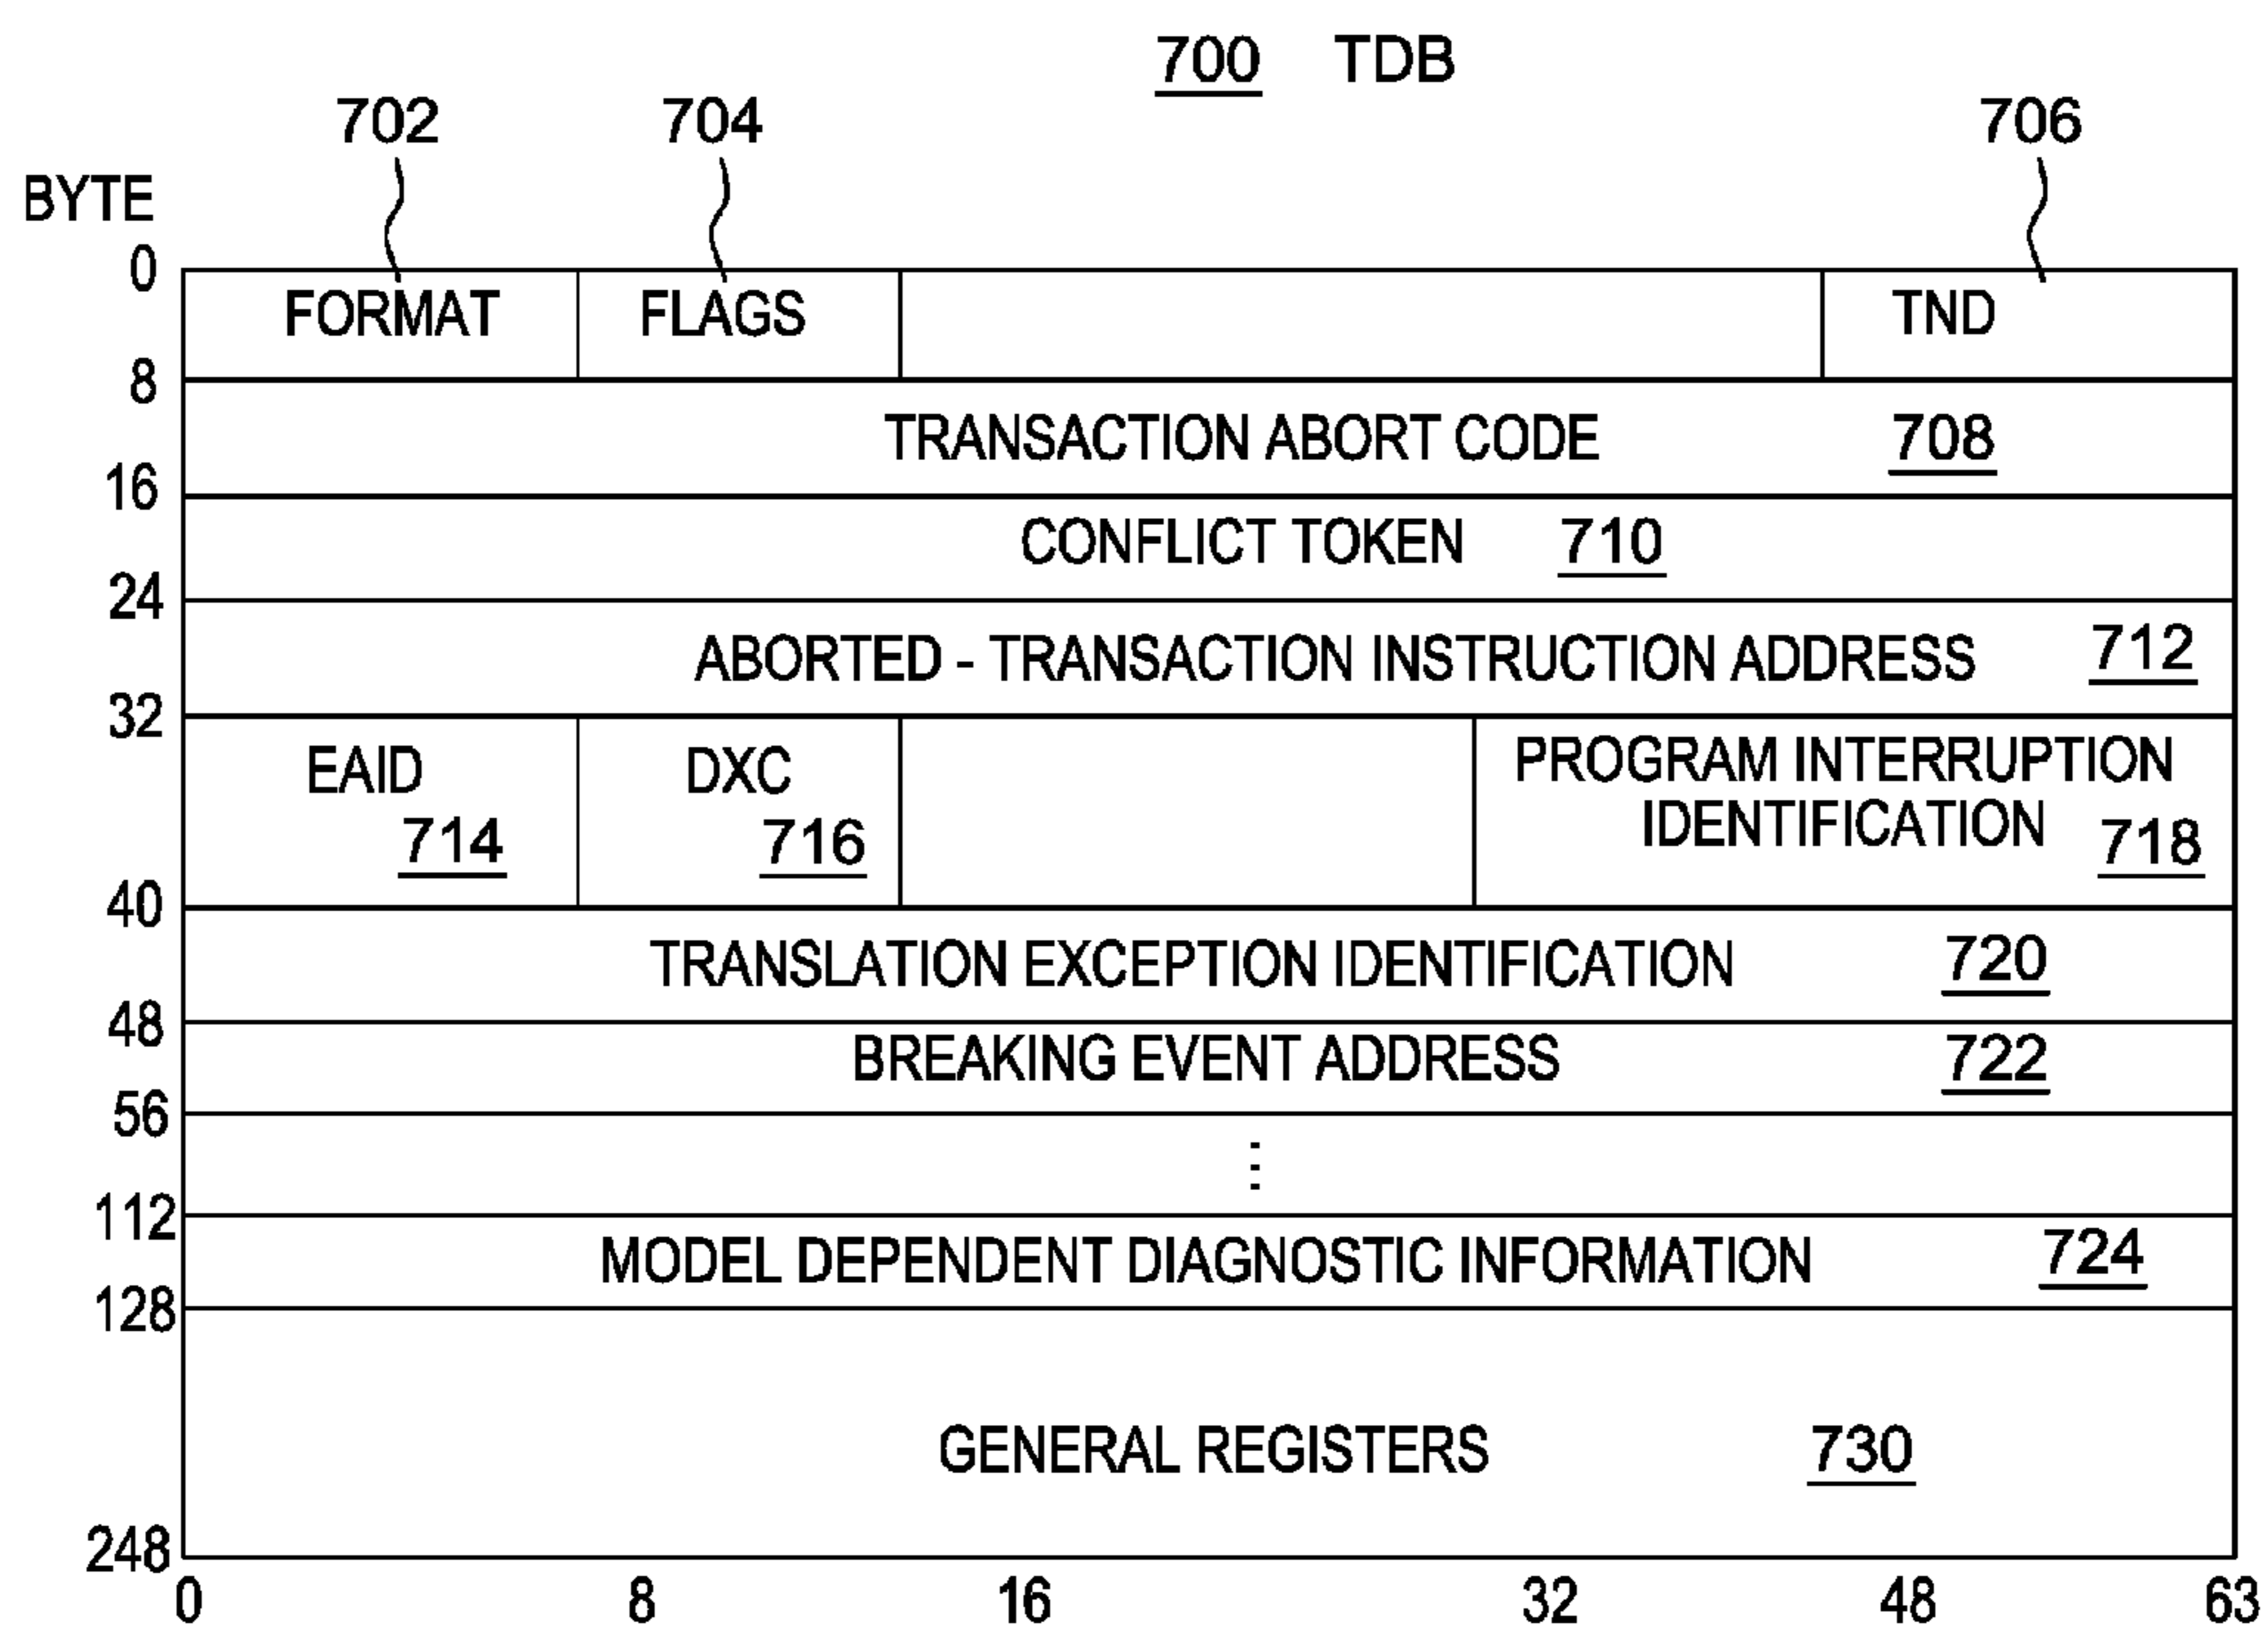 700 TDB
702 704 706
BYTE
0
FORMAT FLAGS TND
8
TRANSACTION ABORT CODE 708
16
CONFLICT TOKEN 710
24
ABORTED - TRANSACTION INSTRUCTION ADDRESS 712
32
EAID DXC PROGRAM INTERRUPTION
IDENTIFICATION
714 716 718
40
TRANSLATION EXCEPTION IDENTIFICATION 720
48
BREAKING EVENT ADDRESS 722
56
⋮
112
MODEL DEPENDENT DIAGNOSTIC INFORMATION 724
128
GENERAL REGISTERS 730
248
0 8 16 32 48 63